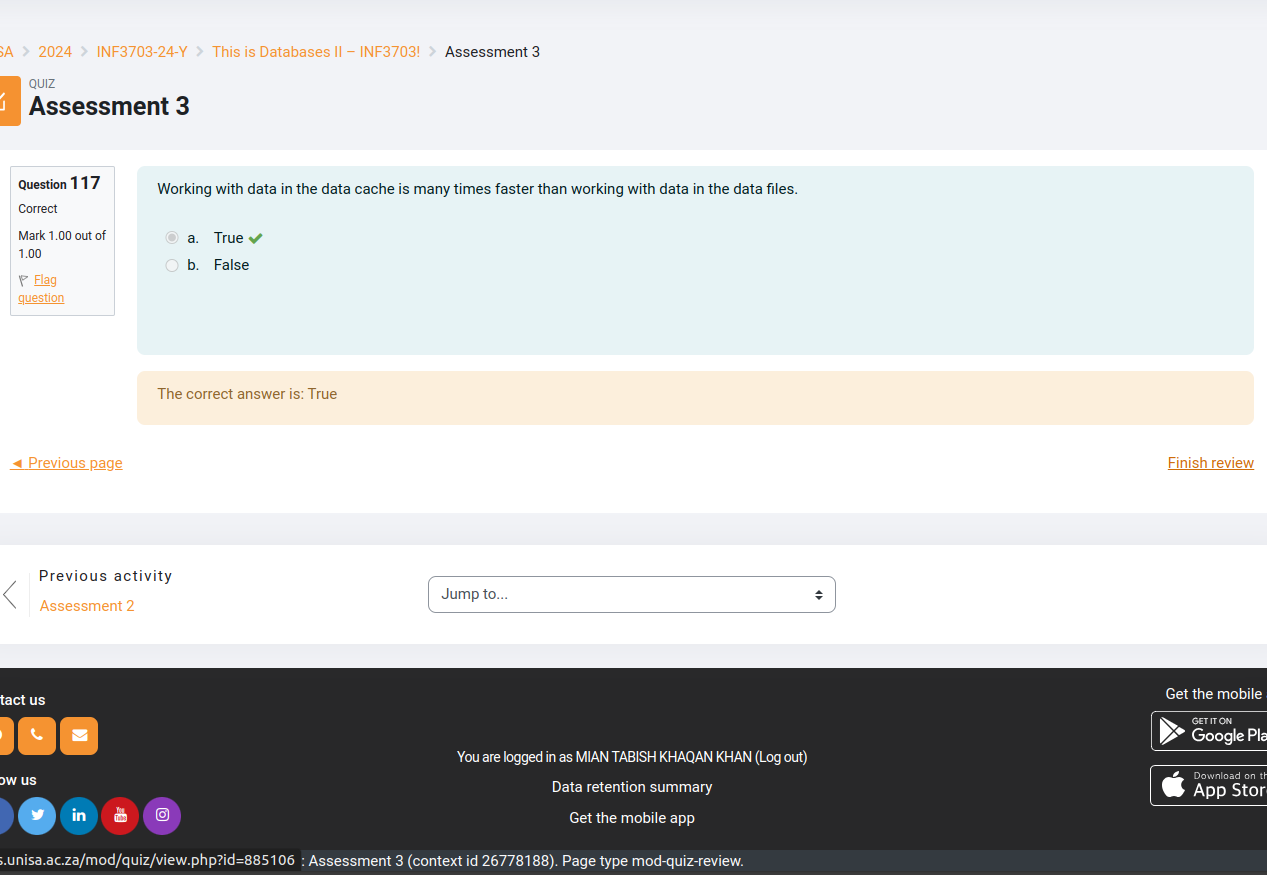 SA > 2024 > INF3703-24-Y > This is Databases II – INF3703! > Assessment 3
QUIZ
Assessment 3
Question 117
Correct
Mark 1.00 out of
1.00
Flag
question
Working with data in the data cache is many times faster than working with data in the data files.
a. True
b. False
The correct answer is: True
◄ Previous page
Finish review
Previous activity
Assessment 2
Jump to...
tact us
ow us
You are logged in as MIAN TABISH KHAQAN KHAN (Log out)
Data retention summary
Get the mobile app
Get the mobile
GET IT ON
Google Pla
Download on th
App Stor
You
Tube
in
s.unisa.ac.za/mod/quiz/view.php?id=885106 : Assessment 3 (context id 26778188). Page type mod-quiz-review.